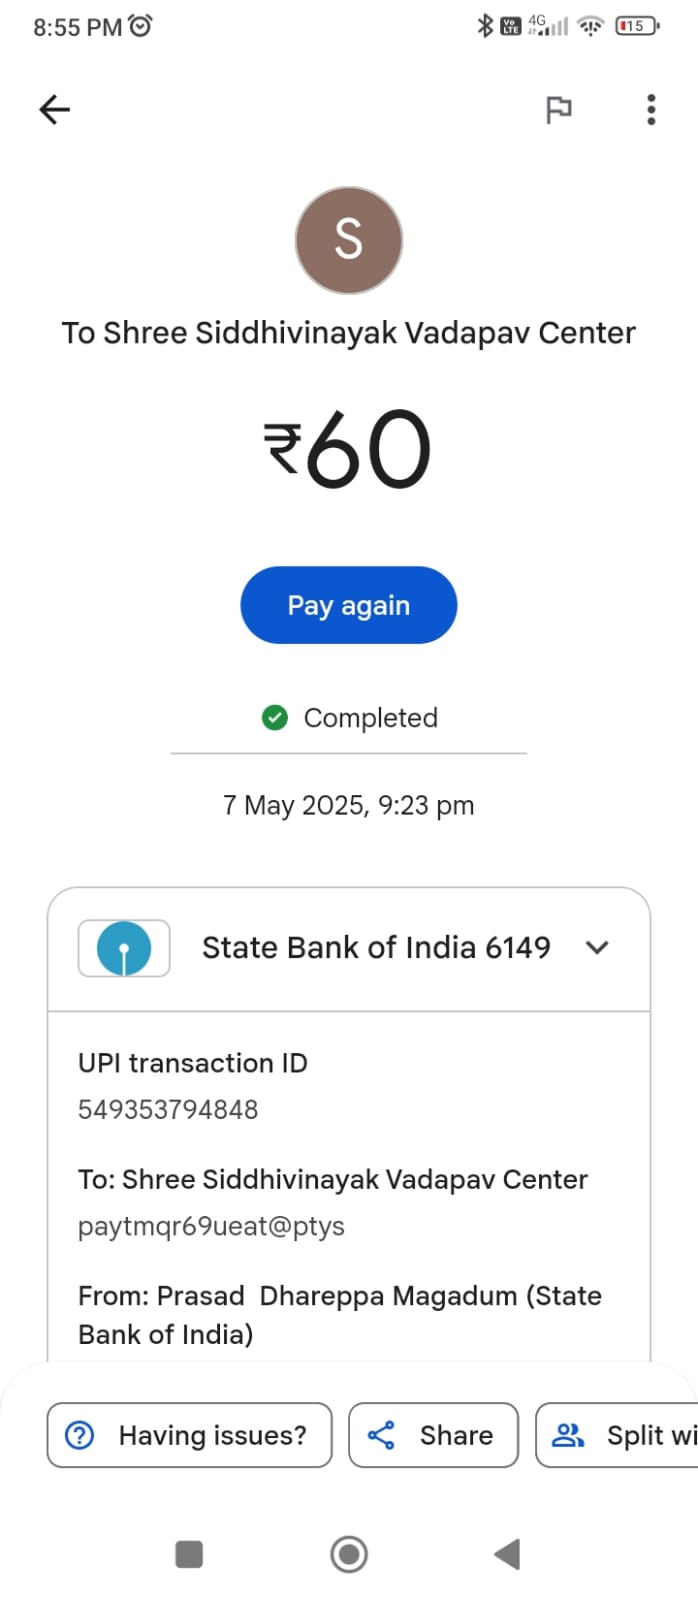 8:55 PM
Vo LTE 4G 15
S
To Shree Siddhivinayak Vadapav Center
₹60
Pay again
Completed
7 May 2025, 9:23 pm
State Bank of India 6149
UPI transaction ID
549353794848
To: Shree Siddhivinayak Vadapav Center
paytmqr69ueat@ptys
From: Prasad  Dhareppa Magadum (State
Bank of India)
Having issues?
Share
Split wi